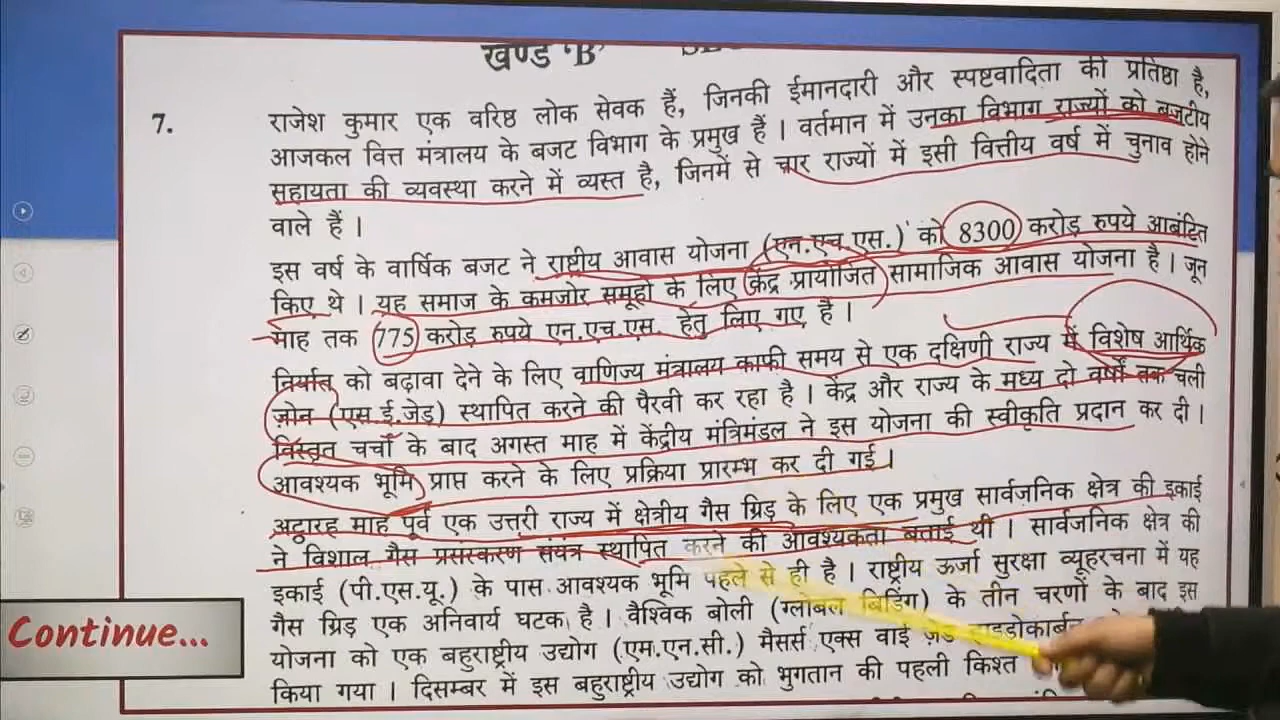 खण्ड 'B'
7.
राजेश कुमार एक वरिष्ठ लोक सेवक हैं, जिनकी ईमानदारी और स्पष्टवादिता की प्रतिष्ठा है,
आजकल वित्त मंत्रालय के बजट विभाग के प्रमुख हैं । वर्तमान में उनका विभाग राज्यों को बजटीय
सहायता की व्यवस्था करने में व्यस्त है, जिनमें से चार राज्यों में इसी वित्तीय वर्ष में चुनाव होने
वाले हैं ।
इस वर्ष के वार्षिक बजट ने राष्ट्रीय आवास योजना (एन.एच.एस.) को 8300 करोड़ रुपये आबंटित
किए थे । यह समाज के कमजोर समूहों के लिए केंद्र प्रायोजित सामाजिक आवास योजना है । जून
माह तक 775 करोड़ रुपये एन.एच.एस. हेतु लिए गए हैं ।
निर्यात को बढ़ावा देने के लिए वाणिज्य मंत्रालय काफी समय से एक दक्षिणी राज्य में विशेष आर्थिक
ज़ोन (एस.ई.जेड) स्थापित करने की पैरवी कर रहा है । केंद्र और राज्य के मध्य दो वर्षों तक चली
विस्तृत चर्चा के बाद अगस्त माह में केंद्रीय मंत्रिमंडल ने इस योजना की स्वीकृति प्रदान कर दी ।
आवश्यक भूमि प्राप्त करने के लिए प्रक्रिया प्रारम्भ कर दी गई ।
अट्ठारह माह पूर्व एक उत्तरी राज्य में क्षेत्रीय गैस ग्रिड के लिए एक प्रमुख सार्वजनिक क्षेत्र की इकाई
ने विशाल गैस प्रसंस्करण संयंत्र स्थापित करने की आवश्यकता बताई थी । सार्वजनिक क्षेत्र की
इकाई (पी.एस.यू.) के पास आवश्यक भूमि पहले से ही है । राष्ट्रीय ऊर्जा सुरक्षा व्यूहरचना में यह
गैस ग्रिड एक अनिवार्य घटक है । वैश्विक बोली (ग्लोबल बिडिंग) के तीन चरणों के बाद इस
योजना को एक बहुराष्ट्रीय उद्योग (एम.एन.सी.) मैसर्स एक्स वाई ज़ेड
किया गया । दिसम्बर में इस बहुराष्ट्रीय उद्योग को भुगतान की पहली किश्त
Continue...